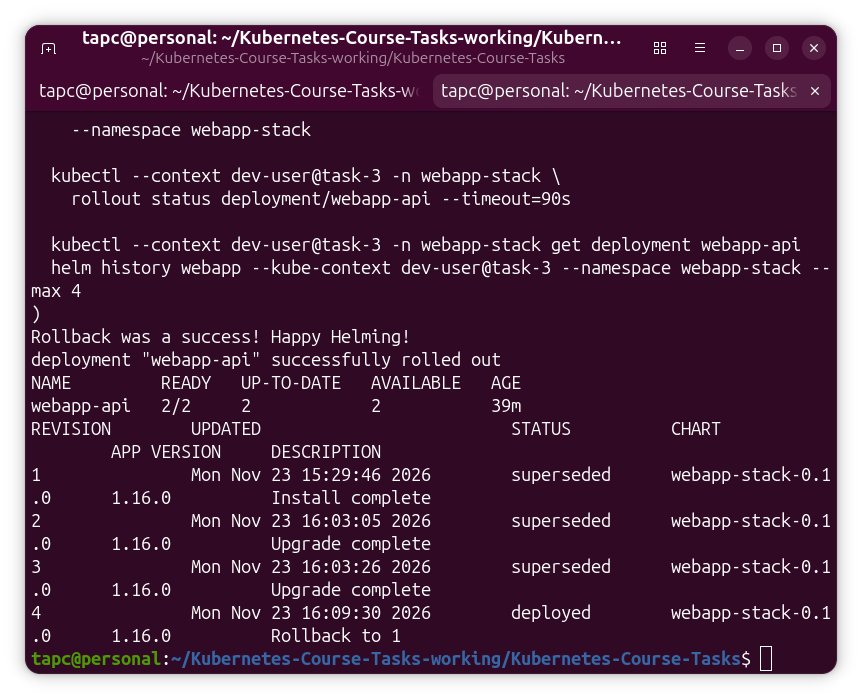 tapc@personal: ~/Kubernetes-Course-Tasks-working/Kubern...
~/Kubernetes-Course-Tasks-working/Kubernetes-Course-Tasks
tapc@personal: ~/Kubernetes-Course-Tasks-w
tapc@personal: ~/Kubernetes-Course-Tasks
    --namespace webapp-stack

  kubectl --context dev-user@task-3 -n webapp-stack \
    rollout status deployment/webapp-api --timeout=90s

  kubectl --context dev-user@task-3 -n webapp-stack get deployment webapp-api
  helm history webapp --kube-context dev-user@task-3 --namespace webapp-stack --
max 4
)
Rollback was a success! Happy Helming!
deployment "webapp-api" successfully rolled out
NAME         READY   UP-TO-DATE   AVAILABLE   AGE
webapp-api   2/2     2            2           39m
REVISION        UPDATED                         STATUS          CHART
        APP VERSION     DESCRIPTION
1               Mon Nov 23 15:29:46 2026        superseded      webapp-stack-0.1
.0      1.16.0          Install complete
2               Mon Nov 23 16:03:05 2026        superseded      webapp-stack-0.1
.0      1.16.0          Upgrade complete
3               Mon Nov 23 16:03:26 2026        superseded      webapp-stack-0.1
.0      1.16.0          Upgrade complete
4               Mon Nov 23 16:09:30 2026        deployed        webapp-stack-0.1
.0      1.16.0          Rollback to 1
tapc@personal:~/Kubernetes-Course-Tasks-working/Kubernetes-Course-Tasks$